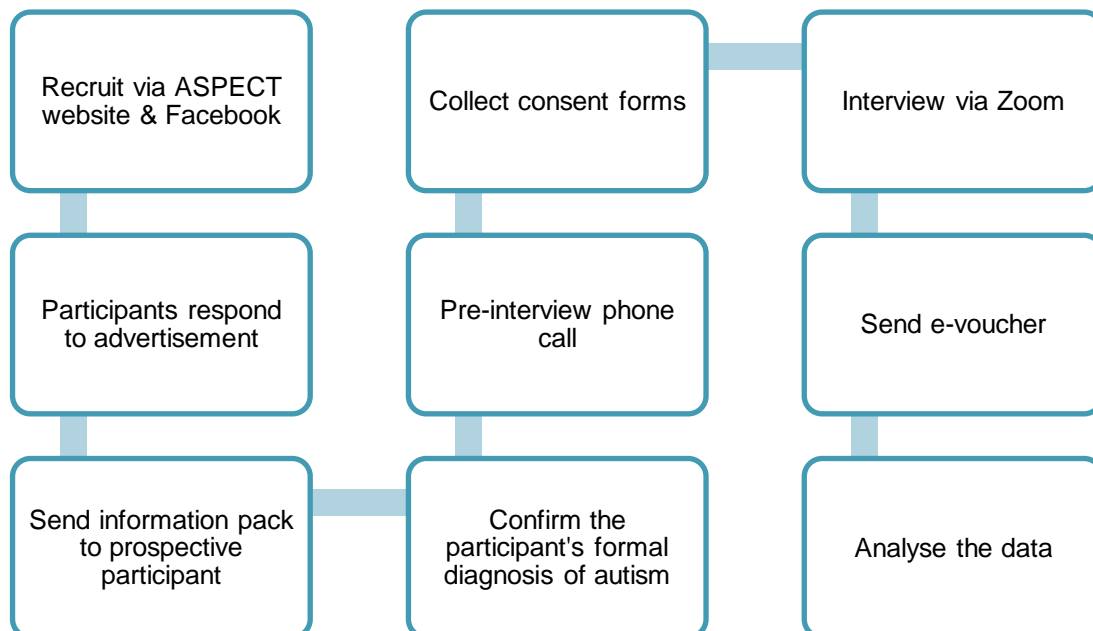 Recruit via ASPECT
website & Facebook
Participants respond
to advertisement
Send information pack
to prospective
participant
Confirm the
participant's formal
diagnosis of autism
Pre-interview phone
call
Collect consent forms
Interview via Zoom
Send e-voucher
Analyse the data